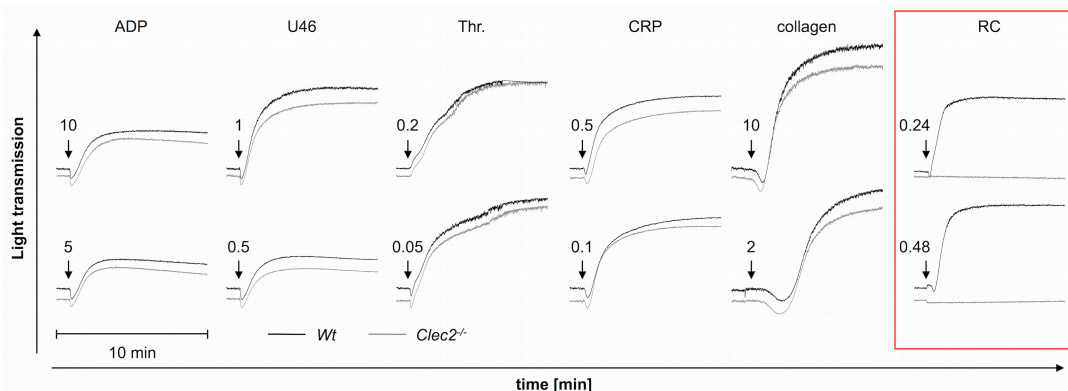 ADP U46 Thr. CRP collagen RC
10 1 0.2 0.5 10 0.24
5 0.5 0.05 0.1 2 0.48
Light transmission
Wt Clec2-/-
10 min
time [min]